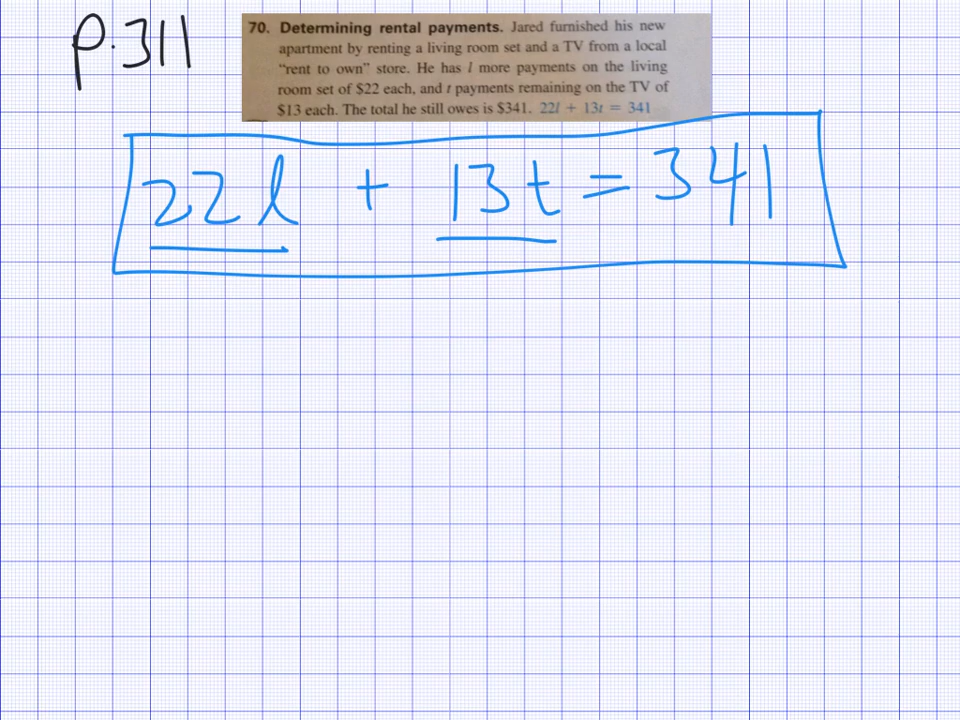 p.311
70. Determining rental payments. Jared furnished his new
apartment by renting a living room set and a TV from a local
"rent to own" store. He has l more payments on the living
room set of $22 each, and t payments remaining on the TV of
$13 each. The total he still owes is $341. 22l + 13t = 341
22l + 13t = 341